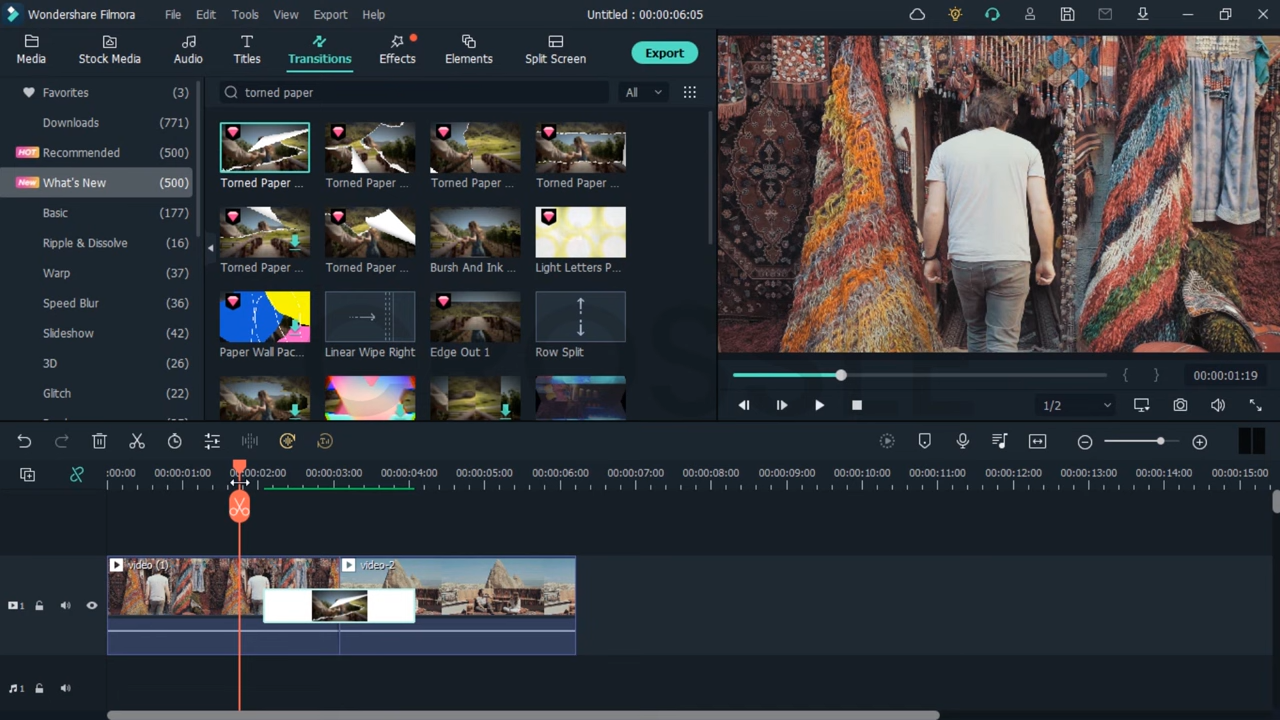 Wondershare Filmora File Edit Tools View Export Help Untitled : 00:00:06:05
Media Stock Media Audio Titles Transitions Effects Elements Split Screen Export
Favorites (3)
Downloads (771)
HOT Recommended (500)
New What's New (500)
Basic (177)
Ripple & Dissolve (16)
Warp (37)
Speed Blur (36)
Slideshow (42)
3D (26)
Glitch (22)
torned paper All
Torned Paper ... Torned Paper ... Torned Paper ... Torned Paper ...
Torned Paper ... Torned Paper ... Bursh And Ink ... Light Letters P...
Paper Wall Pac... Linear Wipe Right Edge Out 1 Row Split
{ } 00:00:01:19
1/2
:00:00 00:00:01:00 00:00:02:00 00:00:03:00 00:00:04:00 00:00:05:00 00:00:06:00 00:00:07:00 00:00:08:00 00:00:09:00 00:00:10:00 00:00:11:00 00:00:12:00 00:00:13:00 00:00:14:00 00:00:15:00
video (1) video-2
1
1